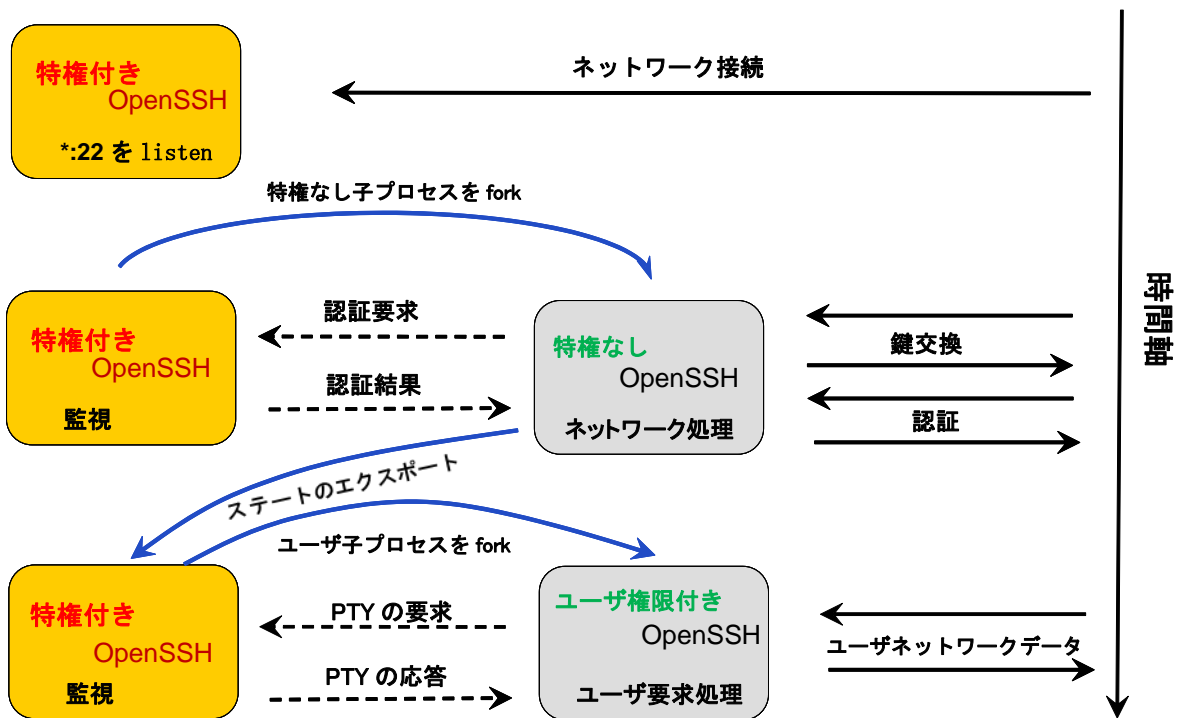 ネットワーク接続
特権付き
OpenSSH
*:22 を listen
特権なし子プロセスを fork
特権付き
OpenSSH
監視
認証要求
認証結果
特権なし
OpenSSH
ネットワーク処理
鍵交換
認証
時間軸
ステートのエクスポート
ユーザ子プロセスを fork
特権付き
OpenSSH
監視
PTY の要求
PTY の応答
ユーザ権限付き
OpenSSH
ユーザ要求処理
ユーザネットワークデータ